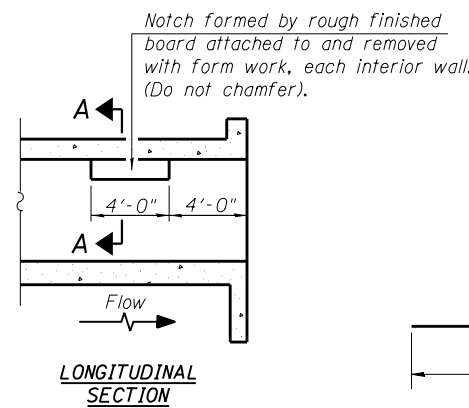 Notch formed by rough finished
board attached to and removed
with form work, each interior wall.
(Do not chamfer).
A
4'-0" 4'-0"
A
Flow
LONGITUDINAL
SECTION